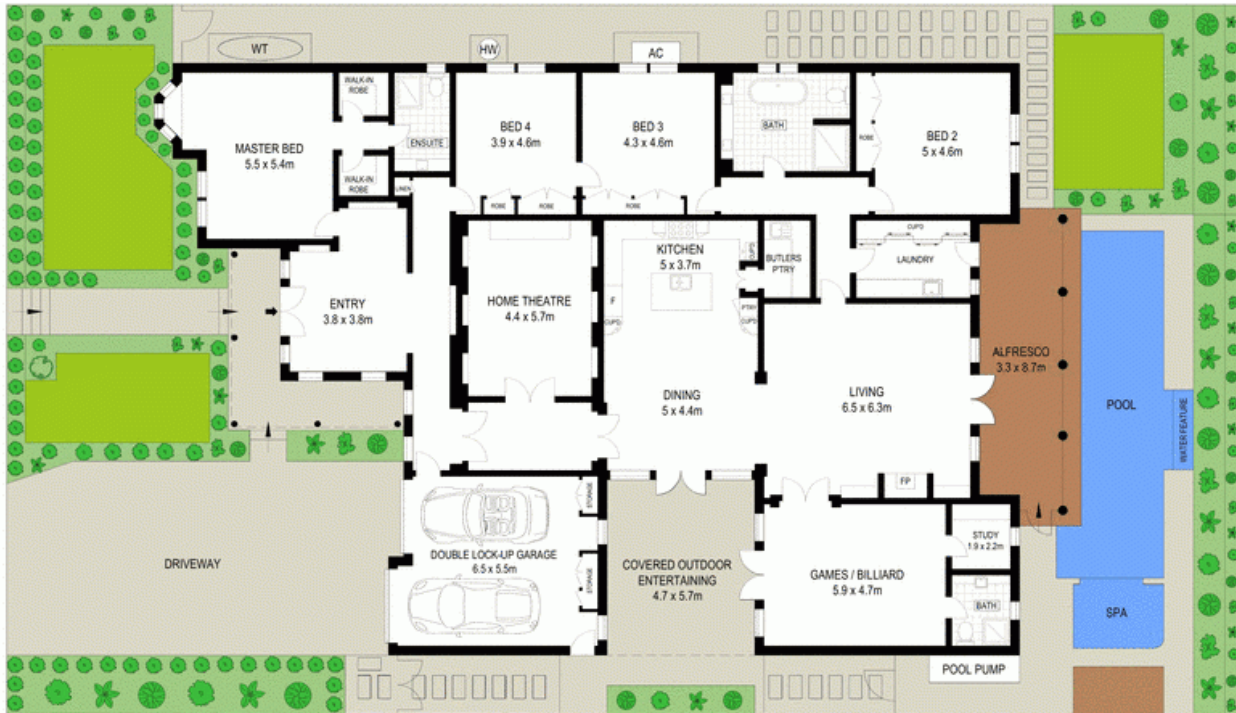 WT
HW
AC
WALK-IN
ROBE
MASTER BED
5.5 x 5.4m
WALK-IN
ROBE
ENSUITE
LINEN
BED 4
3.9 x 4.6m
ROBE
ROBE
BED 3
4.3 x 4.6m
ROBE
BATH
ROBE
BED 2
5 x 4.6m
ENTRY
3.8 x 3.8m
HOME THEATRE
4.4 x 5.7m
KITCHEN
5 x 3.7m
CUP'D
F
CUP'D
BUTLERS
P'TRY
PTRY
CUP'D
CUP'D
LAUNDRY
DINING
5 x 4.4m
LIVING
6.5 x 6.3m
FP
ALFRESCO
3.3 x 8.7m
POOL
WATER FEATURE
DRIVEWAY
DOUBLE LOCK-UP GARAGE
6.5 x 5.5m
STORAGE
STORAGE
COVERED OUTDOOR
ENTERTAINING
4.7 x 5.7m
GAMES / BILLIARD
5.9 x 4.7m
STUDY
1.9 x 2.2m
BATH
SPA
POOL PUMP